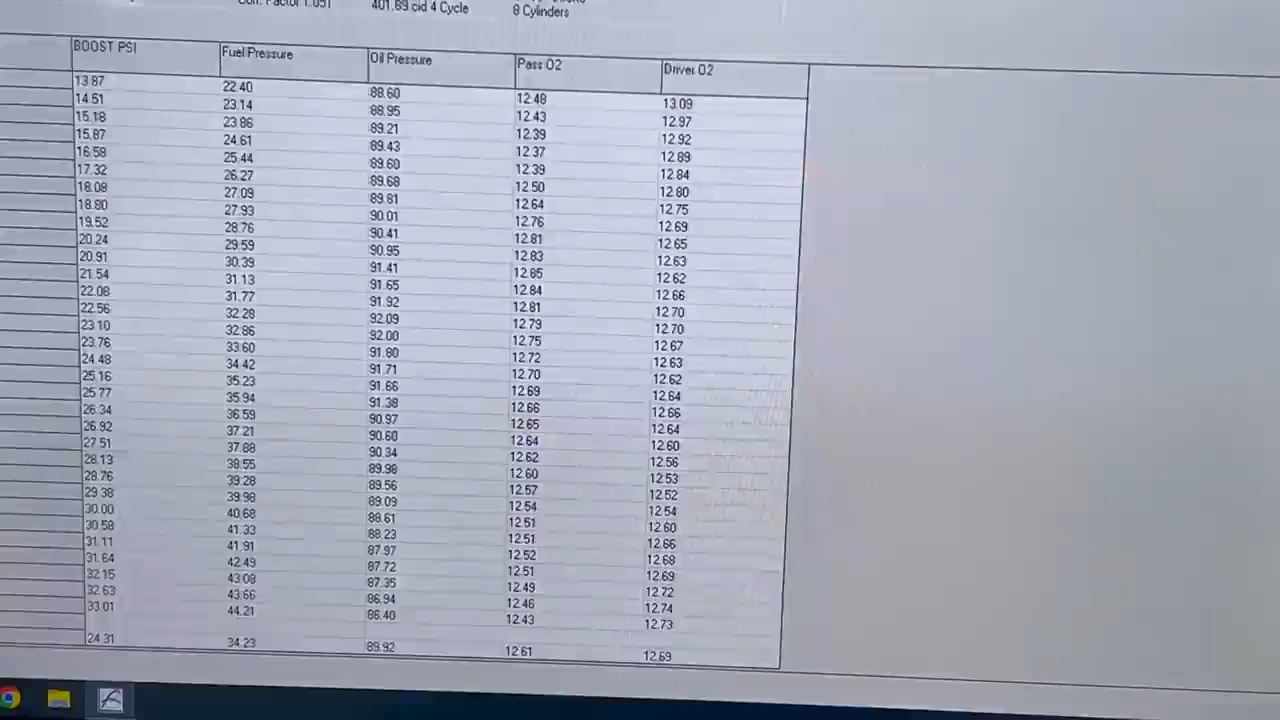 Factor 1.051 401.89 cid 4 Cycle 8 Cylinders
BOOST PSI Fuel Pressure Oil Pressure Pass O2 Driver O2
13.87 22.40 88.60 12.48 13.09
14.51 23.14 88.95 12.43 12.97
15.18 23.86 89.21 12.39 12.92
15.87 24.61 89.43 12.37 12.89
16.58 25.44 89.60 12.39 12.84
17.32 26.27 89.68 12.50 12.80
18.08 27.09 89.81 12.64 12.75
18.80 27.93 90.01 12.76 12.69
19.52 28.76 90.41 12.81 12.65
20.24 29.59 90.95 12.83 12.63
20.91 30.39 91.41 12.85 12.62
21.54 31.13 91.65 12.84 12.66
22.08 31.77 91.92 12.81 12.70
22.56 32.28 92.09 12.79 12.70
23.10 32.86 92.00 12.75 12.67
23.76 33.60 91.80 12.72 12.63
24.48 34.42 91.71 12.70 12.62
25.16 35.23 91.66 12.69 12.64
25.77 35.94 91.38 12.66 12.66
26.34 36.59 90.97 12.65 12.64
26.92 37.21 90.60 12.64 12.60
27.51 37.88 90.34 12.62 12.56
28.13 38.55 89.98 12.60 12.53
28.76 39.28 89.56 12.57 12.52
29.38 39.98 89.09 12.54 12.54
30.00 40.68 88.61 12.51 12.60
30.58 41.33 88.23 12.51 12.66
31.11 41.91 87.97 12.52 12.68
31.64 42.49 87.72 12.51 12.69
32.15 43.08 87.35 12.49 12.72
32.63 43.66 86.94 12.46 12.74
33.01 44.21 86.40 12.43 12.73
24.31 34.23 89.92 12.61 12.69